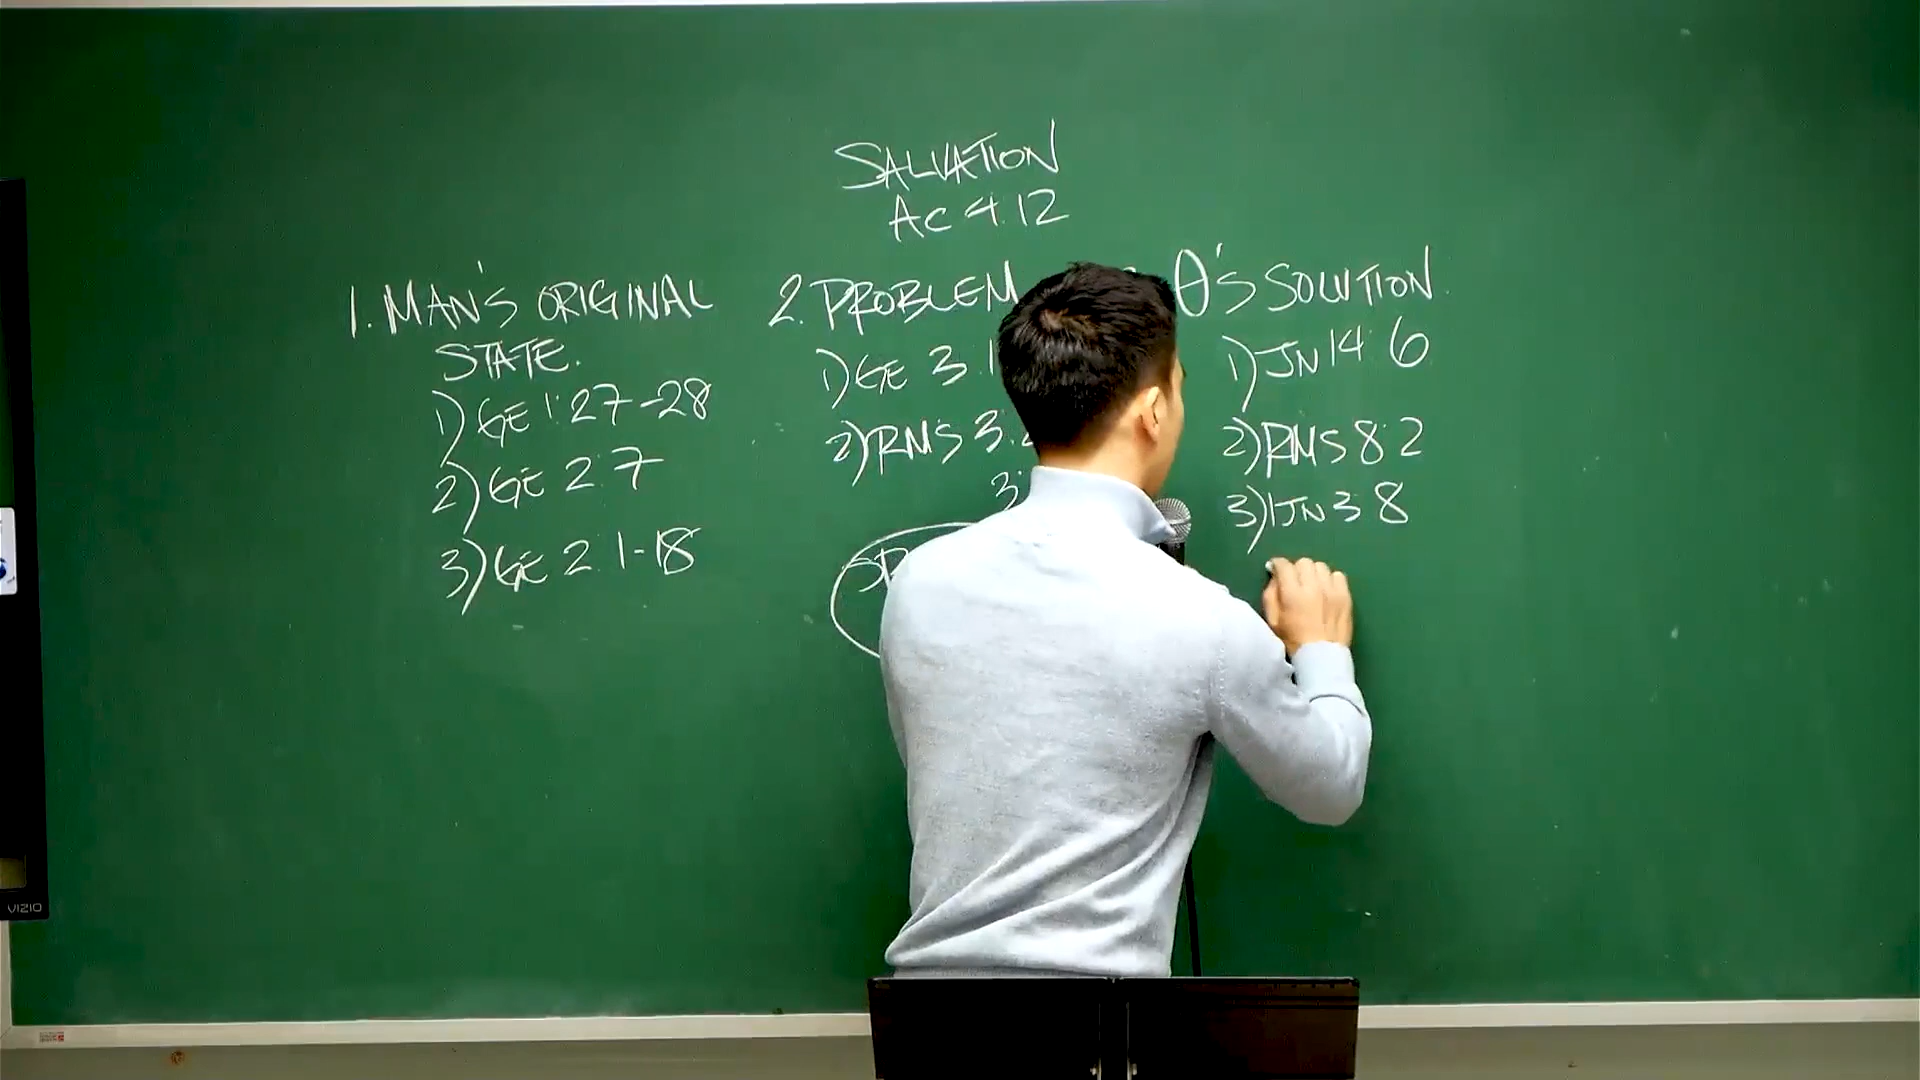 SALVATION
AC 4:12
1. MAN'S ORIGINAL
STATE.
1) GE 1:27-28
2) GE 2:7
3) GE 2:1-18
2. PROBLEM
1) GE 3:1
2) RMS 3:
3:
θ'S SOLUTION
1) JN 14:6
2) RMS 8:2
3) 1JN 3:8
VIZIO